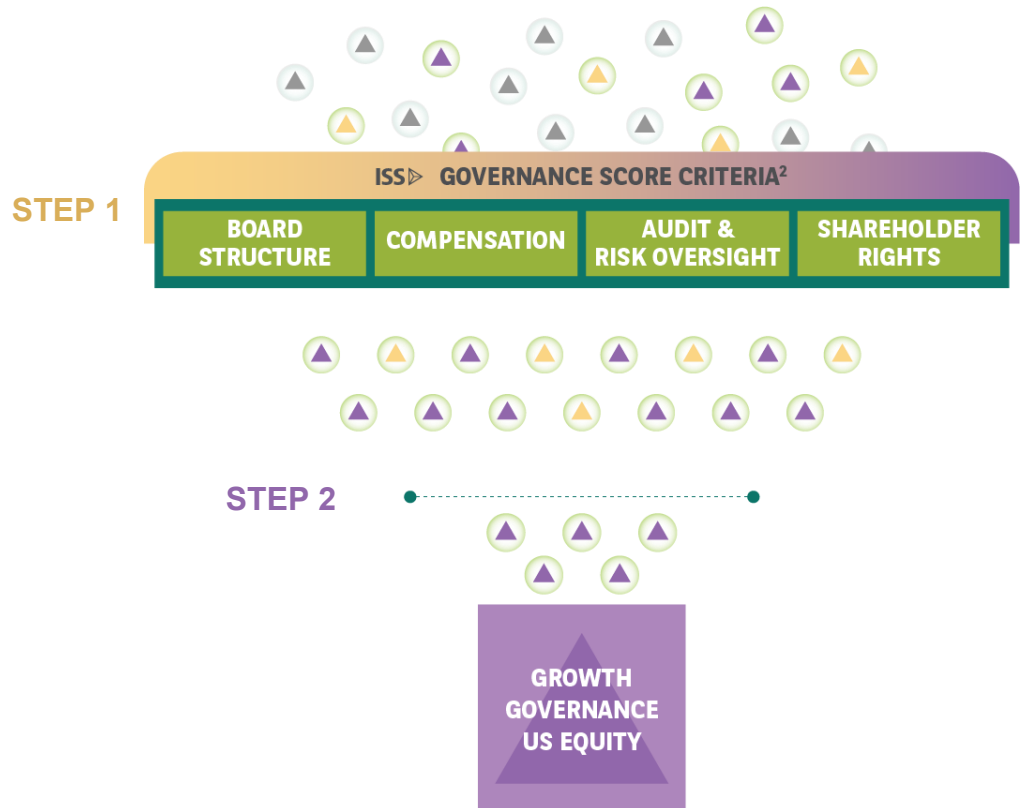 ISS GOVERNANCE SCORE CRITERIA²
STEP 1
BOARD
STRUCTURE
COMPENSATION
AUDIT &
RISK OVERSIGHT
SHAREHOLDER
RIGHTS
STEP 2
GROWTH
GOVERNANCE
US EQUITY